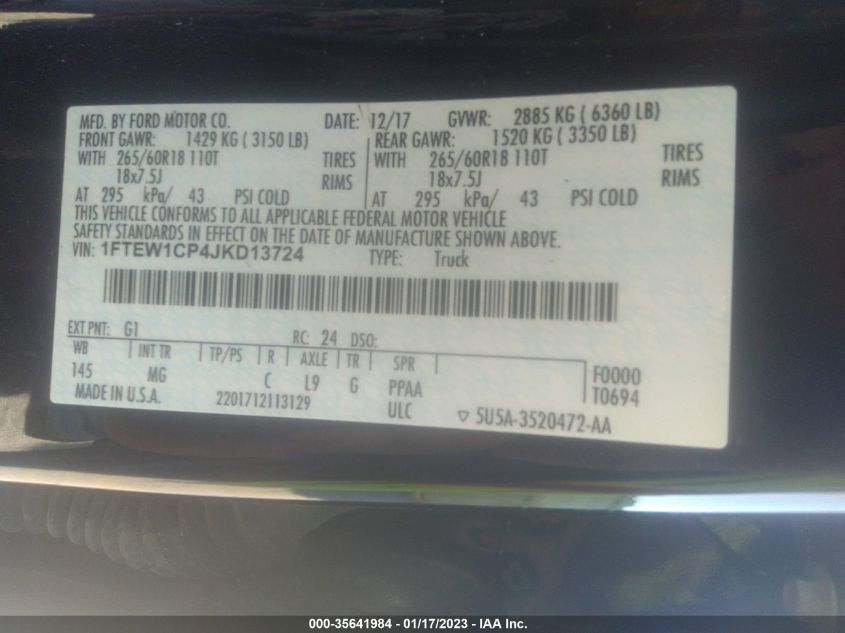 MFD. BY FORD MOTOR CO. DATE: 12/17 GVWR: 2885 KG ( 6360 LB)
FRONT GAWR: 1429 KG ( 3150 LB) REAR GAWR: 1520 KG ( 3350 LB)
WITH 265/60R18 110T TIRES WITH 265/60R18 110T TIRES
18x7.5J RIMS 18x7.5J RIMS
AT 295 kPa/ 43 PSI COLD AT 295 kPa/ 43 PSI COLD
THIS VEHICLE CONFORMS TO ALL APPLICABLE FEDERAL MOTOR VEHICLE
SAFETY STANDARDS IN EFFECT ON THE DATE OF MANUFACTURE SHOWN ABOVE.
VIN: 1FTEW1CP4JKD13724 TYPE: Truck
EXT PNT: G1 RC: 24 DSO:
WB INT TR TP/PS R AXLE TR SPR F0000
145 MG C L9 G PPAA T0694
MADE IN U.S.A. 2201712113129 ULC ▽ 5U5A-3520472-AA
000-35641984 - 01/17/2023 - IAA Inc.